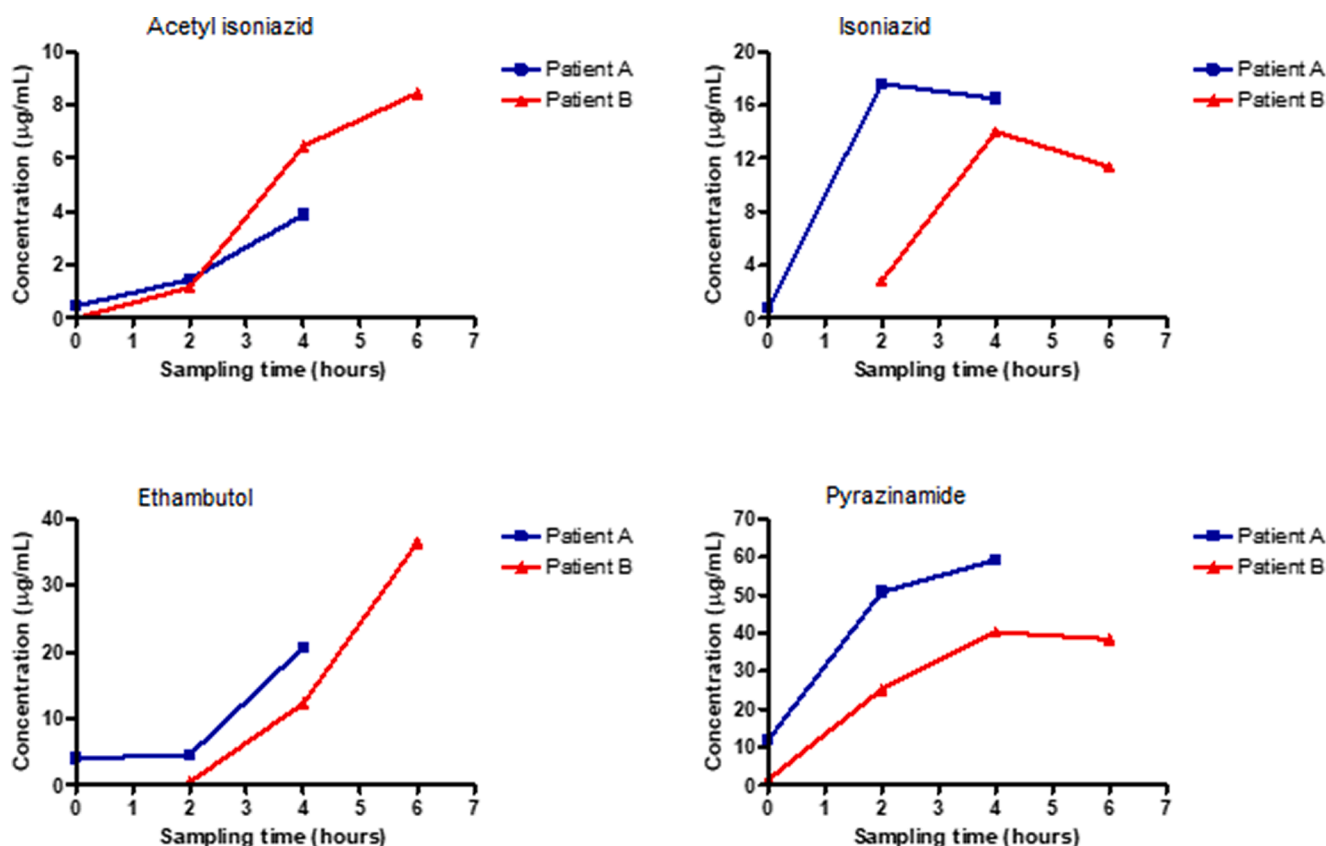 Acetyl isoniazid
Concentration (µg/mL)
10
8
6
4
2
0
0 1 2 3 4 5 6 7
Sampling time (hours)
Patient A
Patient B
Isoniazid
Concentration (µg/mL)
20
16
12
8
4
0
0 1 2 3 4 5 6 7
Sampling time (hours)
Patient A
Patient B
Ethambutol
Concentration (µg/mL)
40
30
20
10
0
0 1 2 3 4 5 6 7
Sampling time (hours)
Patient A
Patient B
Pyrazinamide
Concentration (µg/mL)
70
60
50
40
30
20
10
0
0 1 2 3 4 5 6 7
Sampling time (hours)
Patient A
Patient B